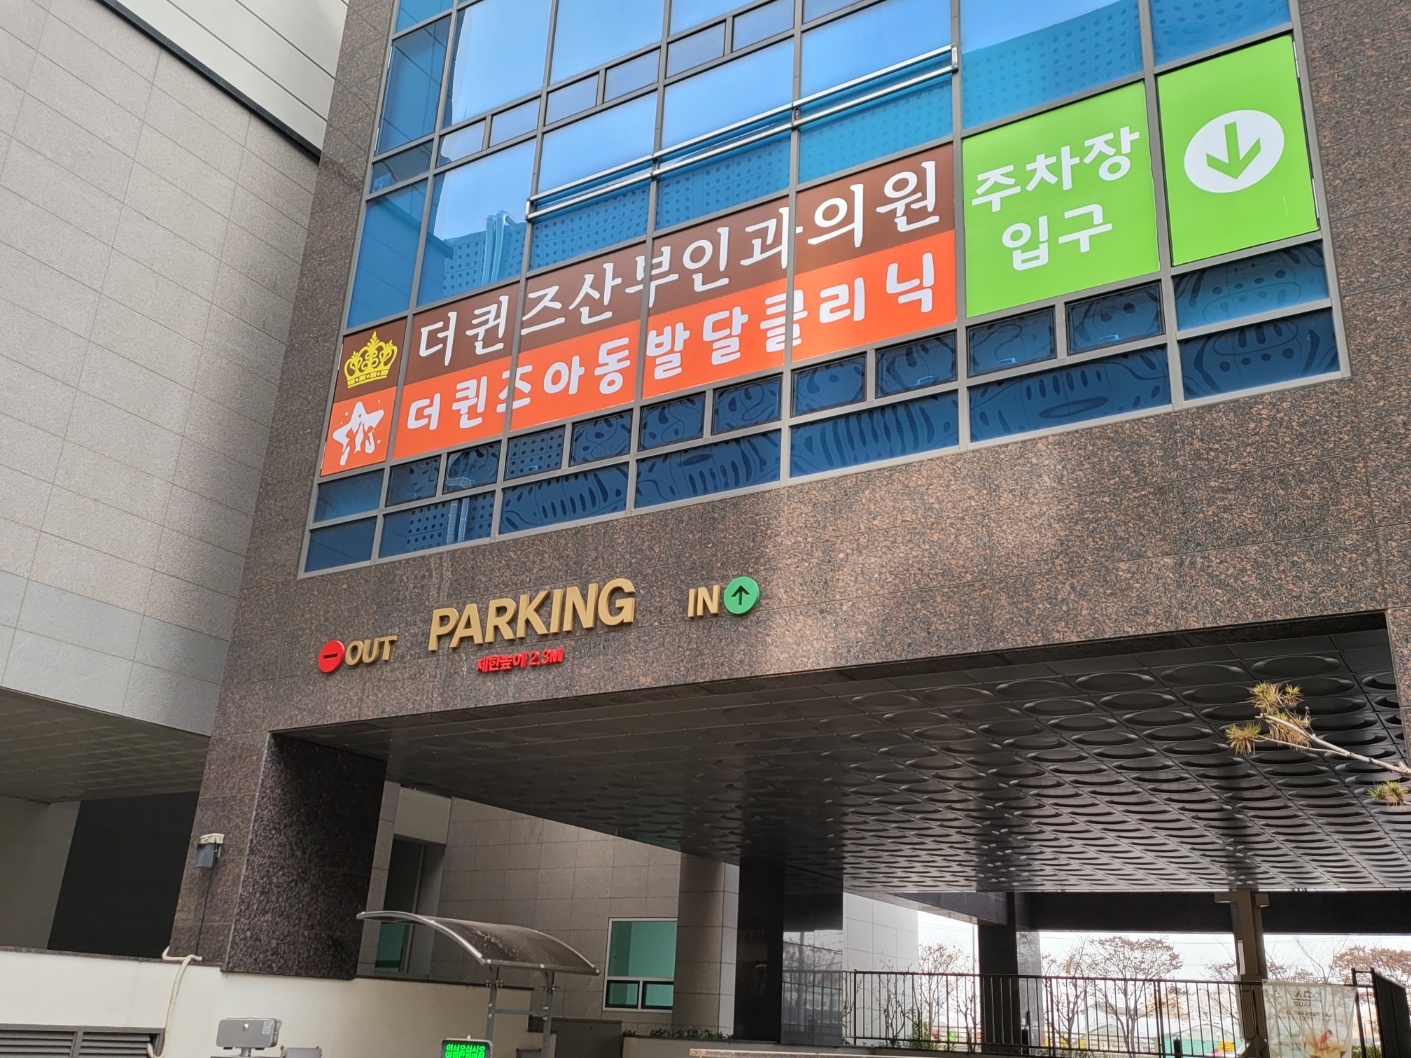 더퀸즈산부인과의원
더퀸즈아동발달클리닉
주차장
입구
OUT PARKING IN
제한높이 2.3M